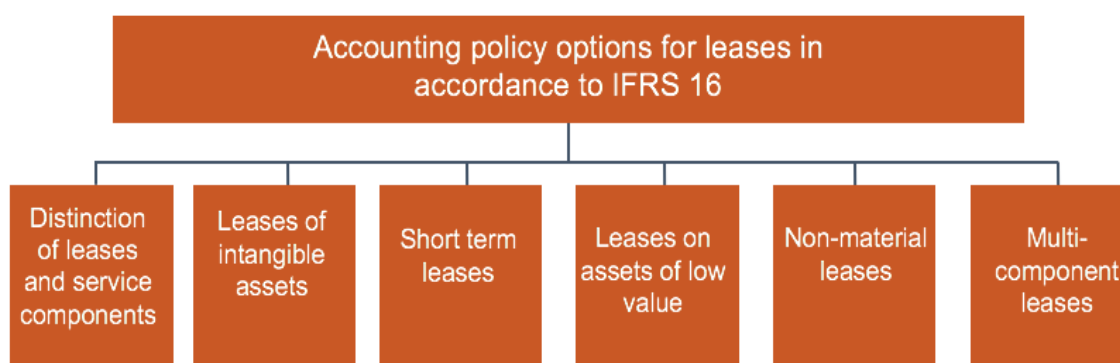 Accounting policy options for leases in
accordance to IFRS 16
Distinction
of leases
and service
components
Leases of
intangible
assets
Short term
leases
Leases on
assets of low
value
Non-material
leases
Multi-
component
leases